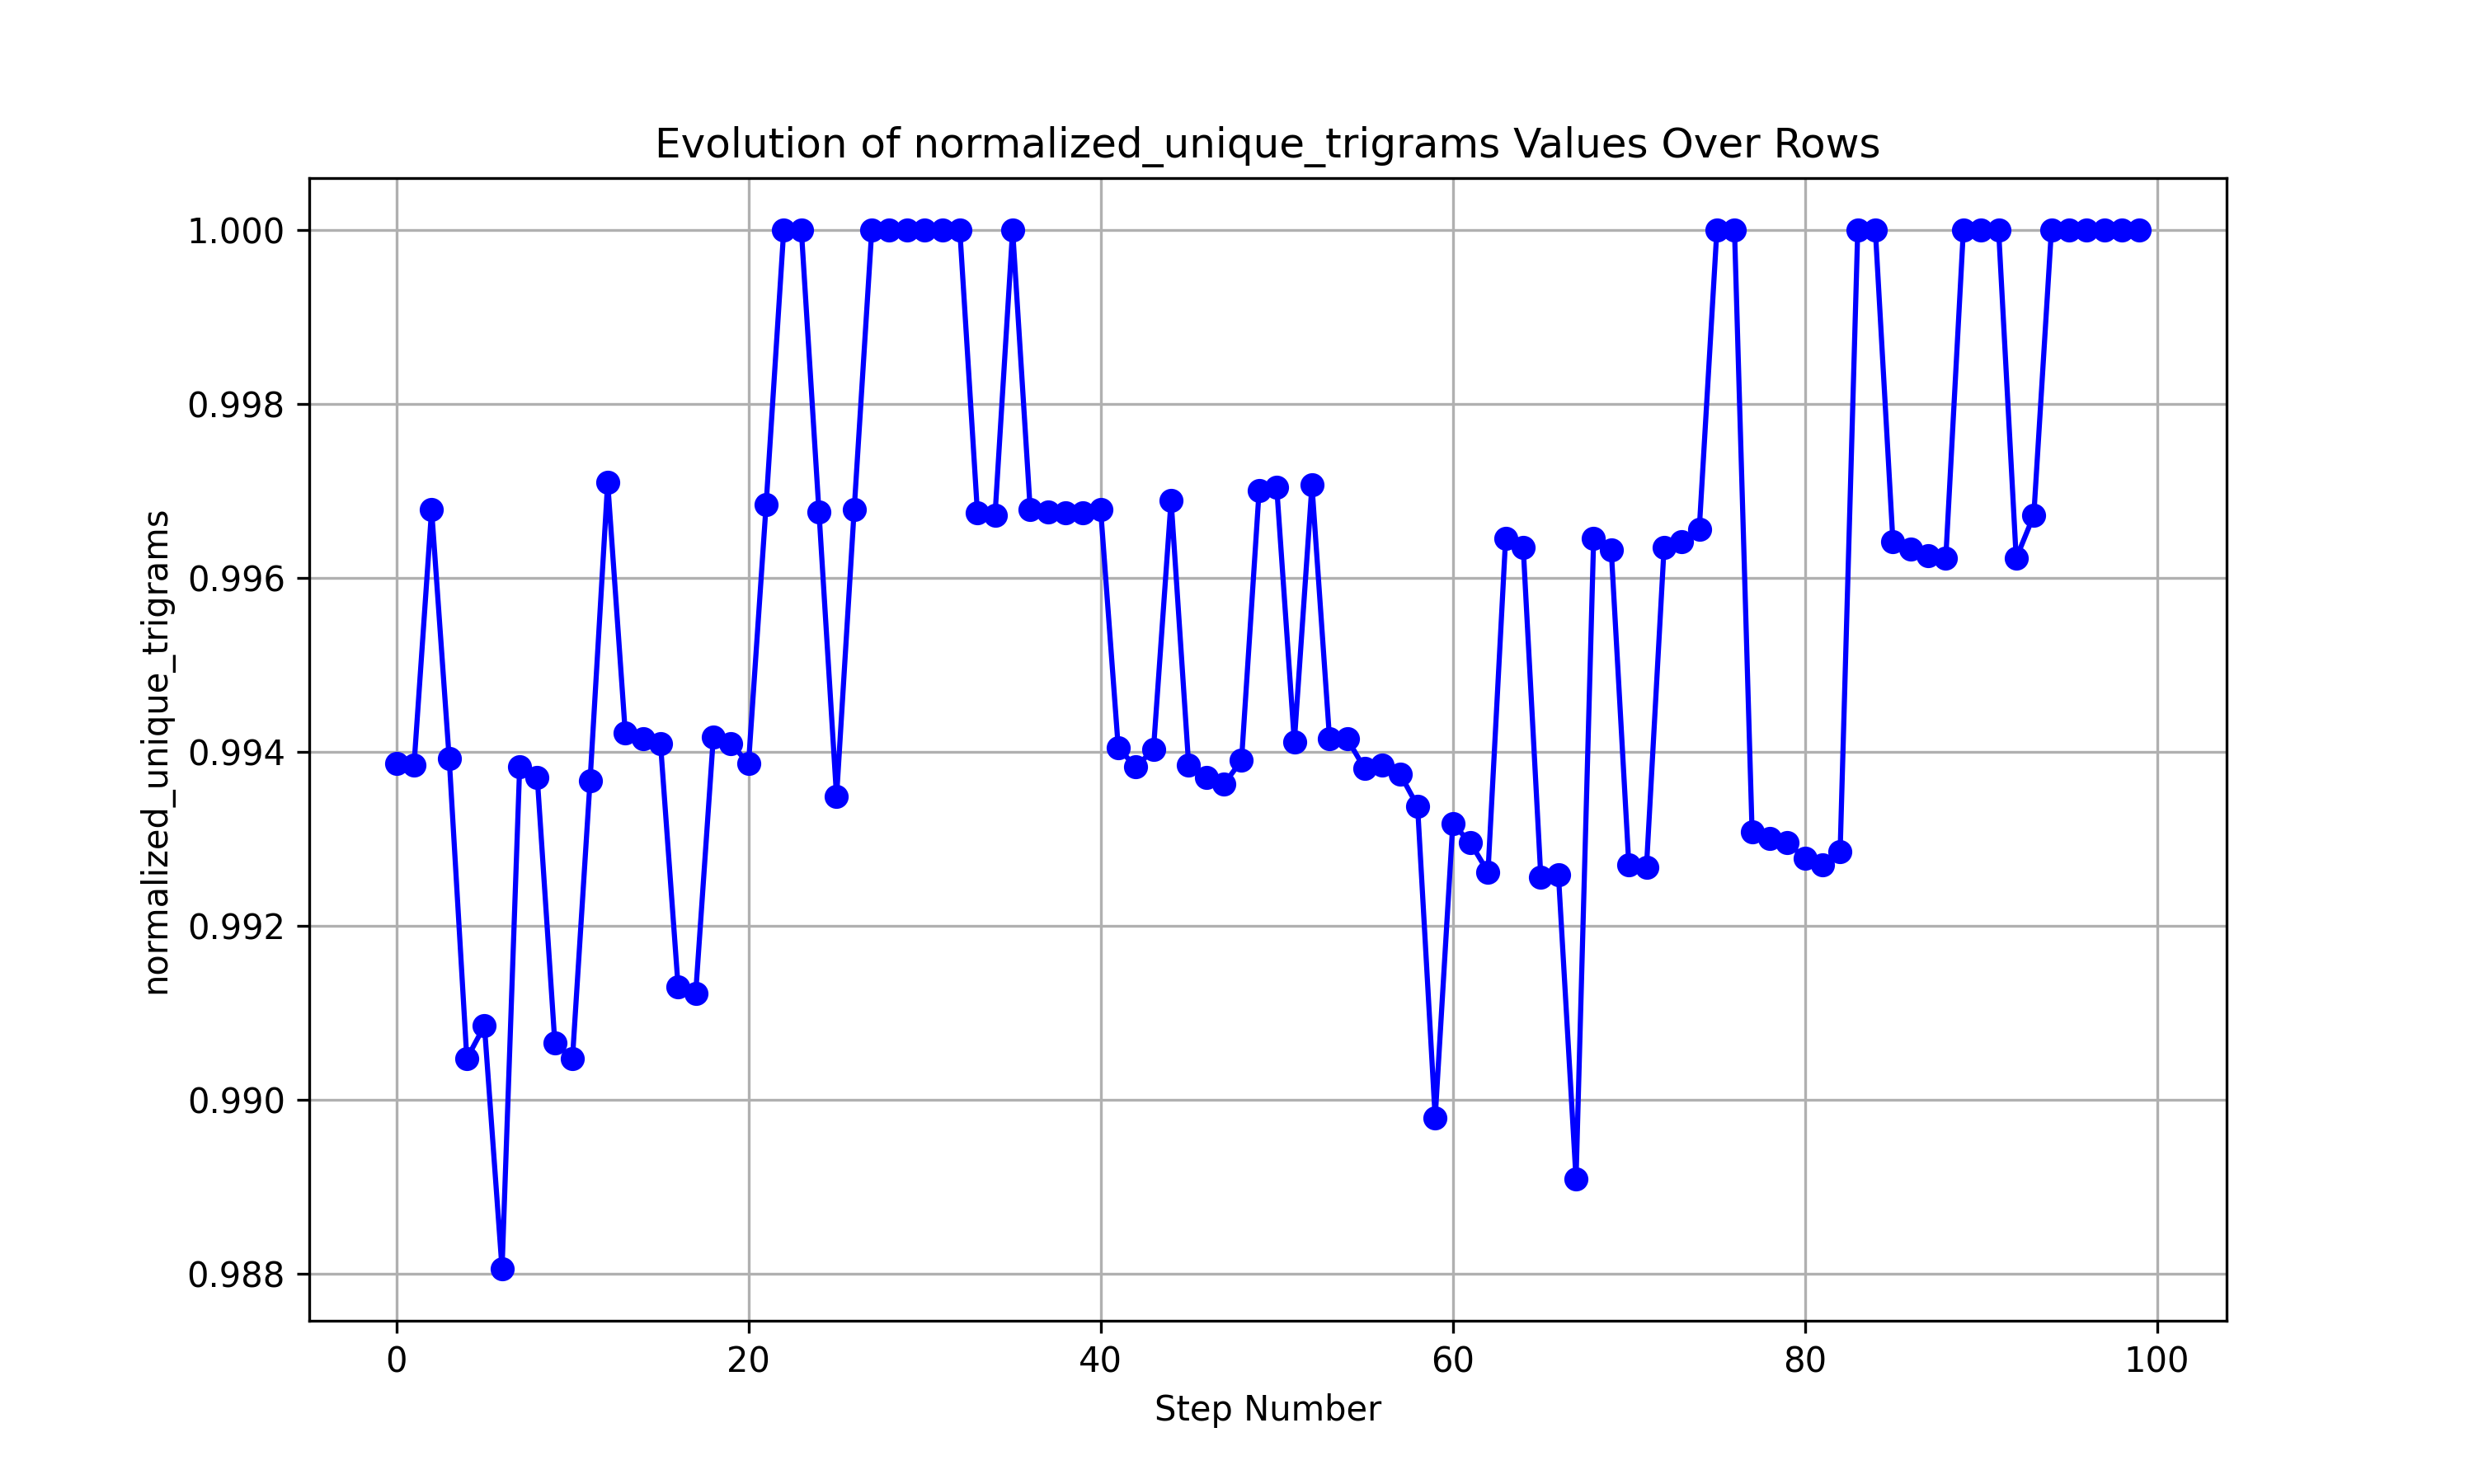 Evolution of normalized_unique_trigrams Values Over Rows
normalized_unique_trigrams
1.000
0.998
0.996
0.994
0.992
0.990
0.988
0 20 40 60 80 100
Step Number